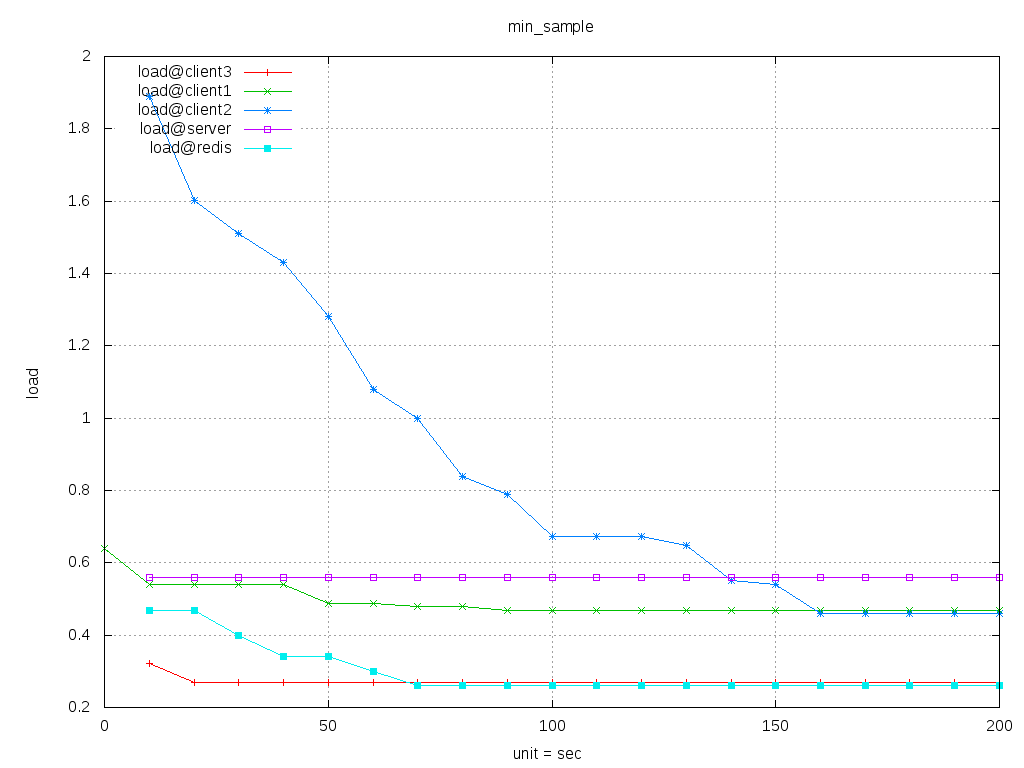 min_sample
load@client3
load@client1
load@client2
load@server
load@redis
2
1.8
1.6
1.4
1.2
1
0.8
0.6
0.4
0.2
load
0 50 100 150 200
unit = sec